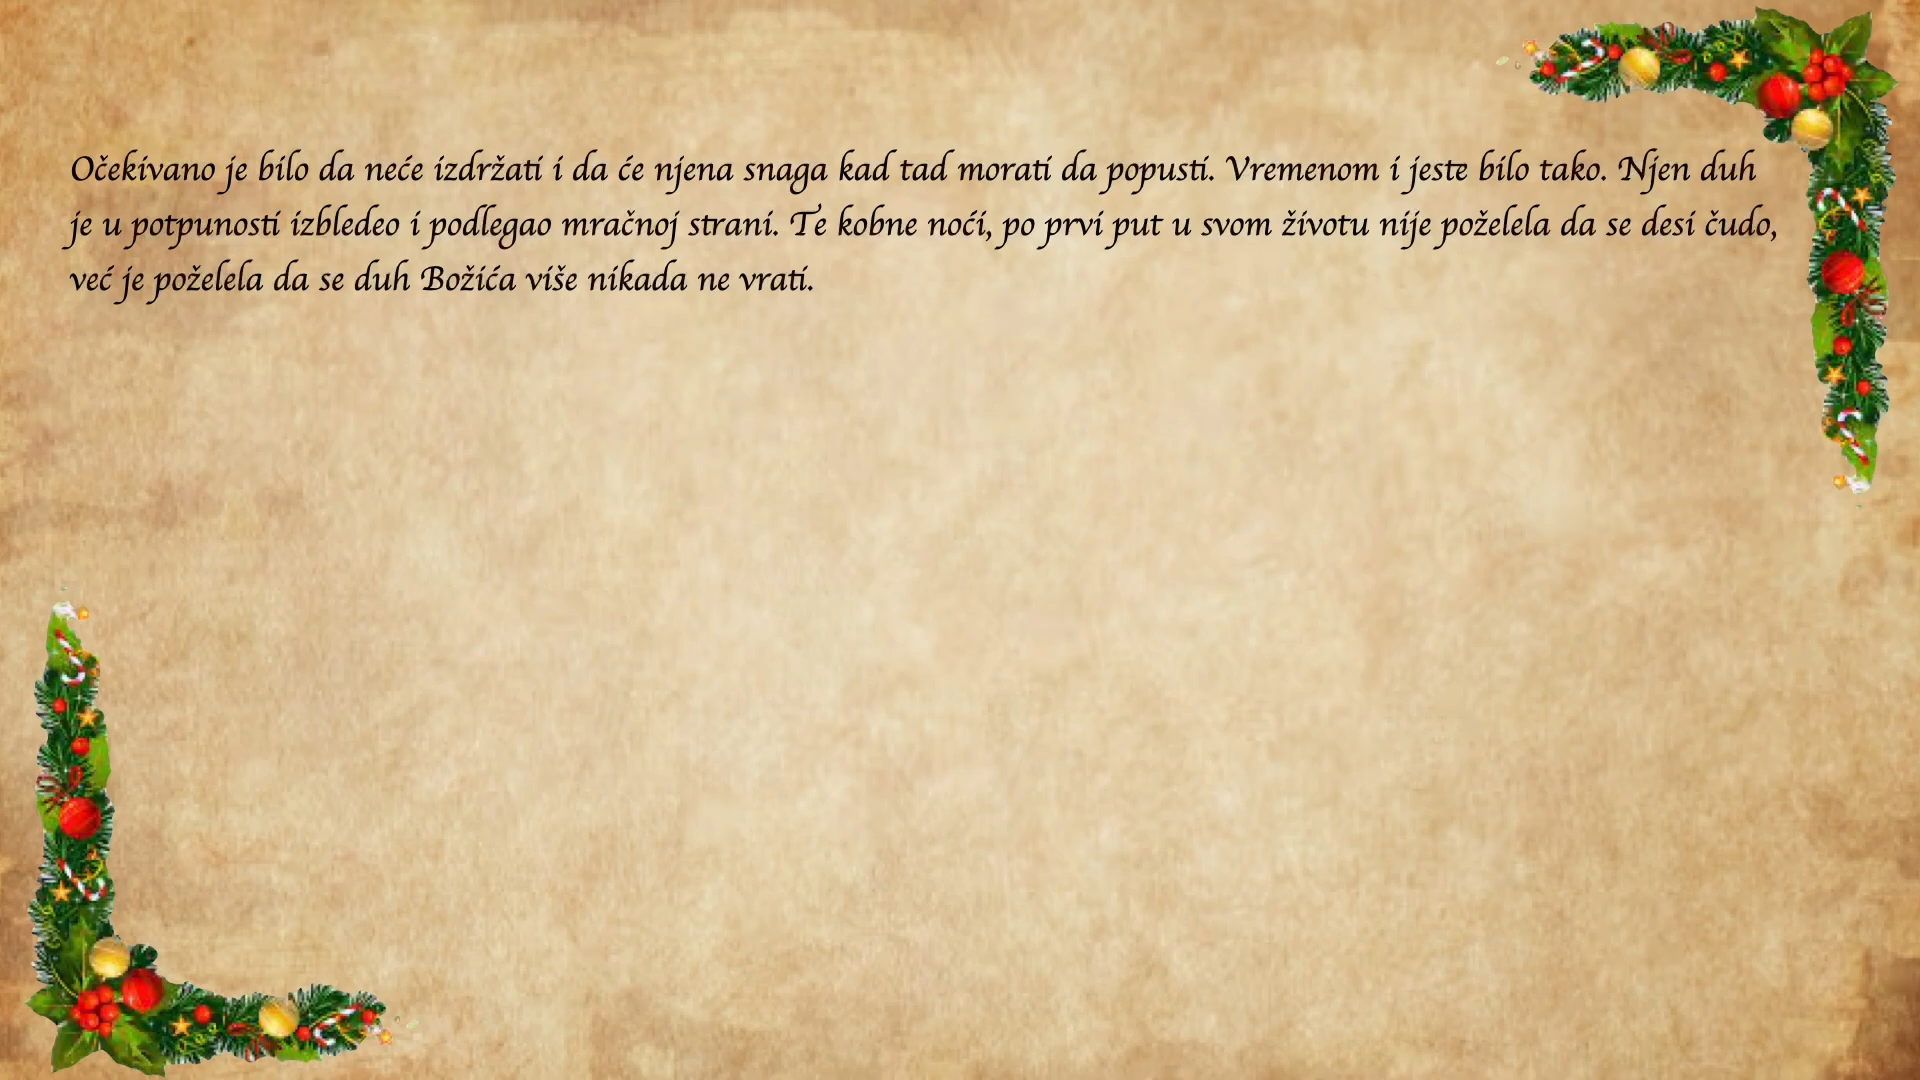 Očekivano je bilo da neće izdržati i da će njena snaga kad tad morati da popusti. Vremenom i jeste bilo tako. Njen duh
je u potpunosti izbledeo i podlegao mračnoj strani. Te kobne noći, po prvi put u svom životu nije poželela da se desi čudo,
već je poželela da se duh Božića više nikada ne vrati.